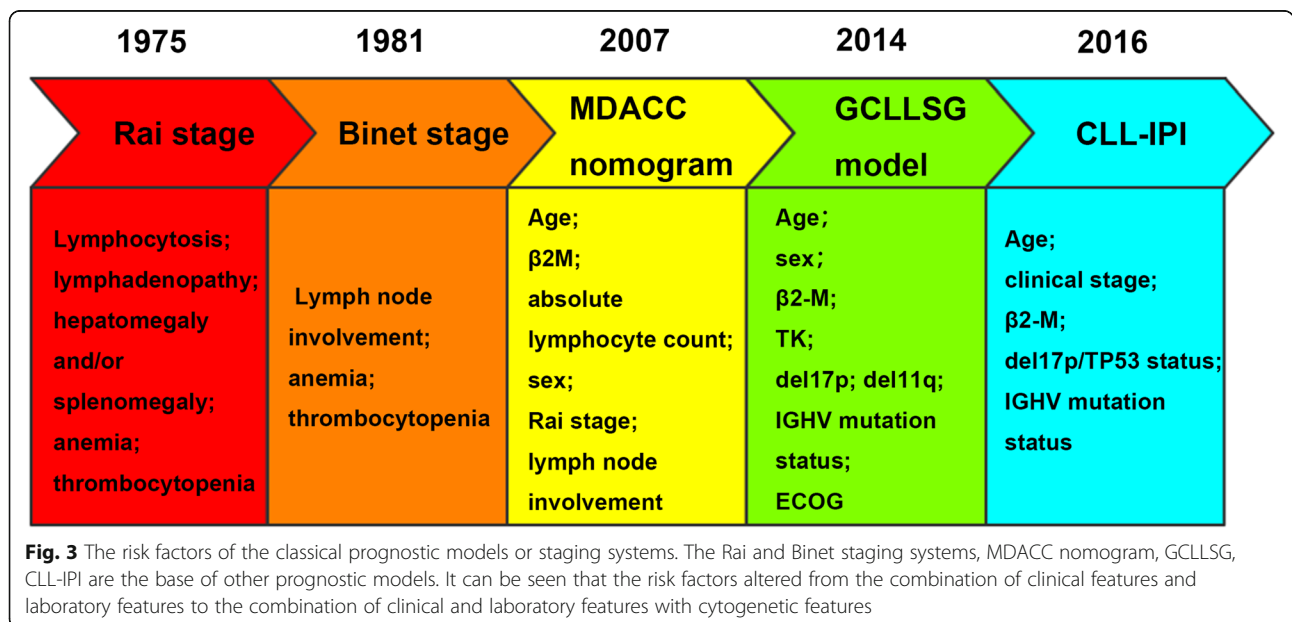 1975
1981
2007
2014
2016
Rai stage
Binet stage
MDACC
nomogram
GCLLSG
model
CLL-IPI
Lymphocytosis;
lymphadenopathy;
hepatomegaly
and/or
splenomegaly;
anemia;
thrombocytopenia
Lymph node
involvement;
anemia;
thrombocytopenia
Age;
β2M;
absolute
lymphocyte count;
sex;
Rai stage;
lymph node
involvement
Age;
sex;
β2-M;
TK;
del17p; del11q;
IGHV mutation
status;
ECOG
Age;
clinical stage;
β2-M;
del17p/TP53 status;
IGHV mutation
status
Fig. 3 The risk factors of the classical prognostic models or staging systems. The Rai and Binet staging systems, MDACC nomogram, GCLLSG,
CLL-IPI are the base of other prognostic models. It can be seen that the risk factors altered from the combination of clinical features and
laboratory features to the combination of clinical and laboratory features with cytogenetic features